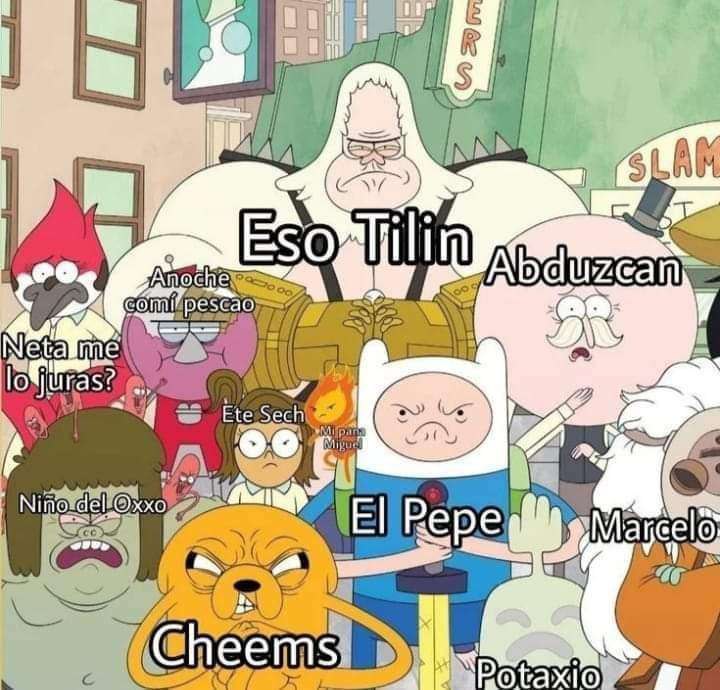 ERS
SLAM
Eso Tilin
Abduzcan
Anoche
comí pescao
Neta me
lo juras?
Ete Sech
Mi pana
Miguel
Niño del Oxxo
El Pepe
Marcelo
Cheems
Potaxio